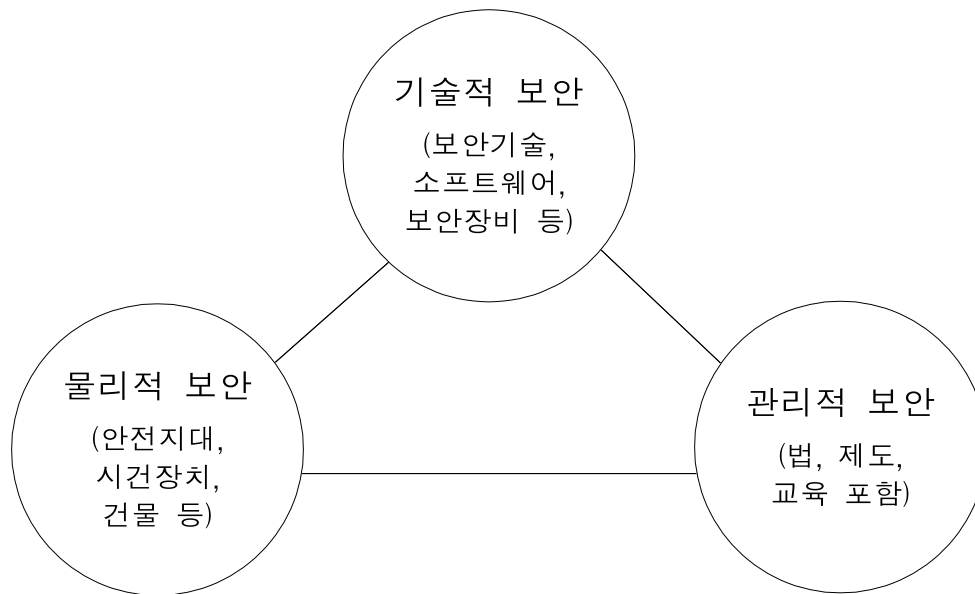 기술적 보안
(보안기술,
소프트웨어,
보안장비 등)
물리적 보안
(안전지대,
시건장치,
건물 등)
관리적 보안
(법, 제도,
교육 포함)